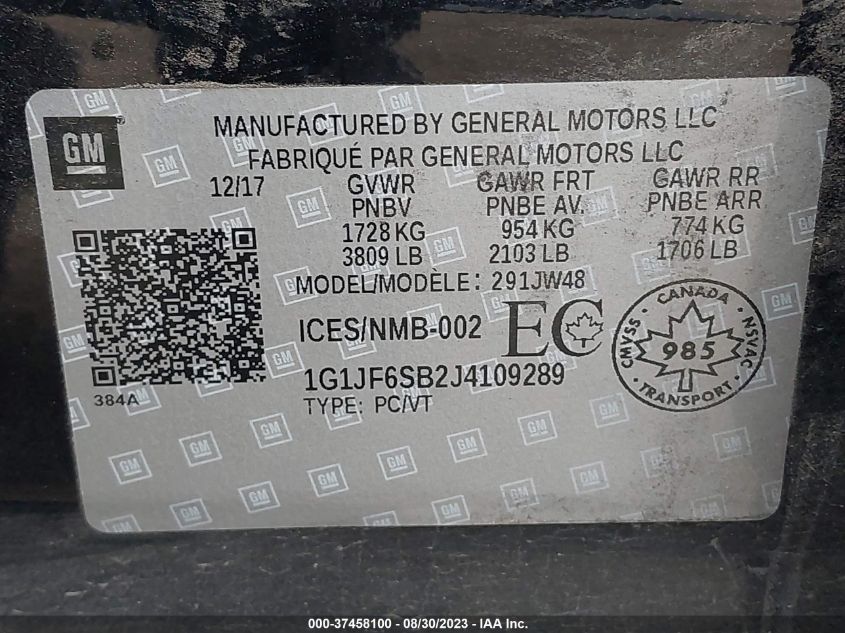 GM
MANUFACTURED BY GENERAL MOTORS LLC
FABRIQUÉ PAR GENERAL MOTORS LLC
12/17 GVWR GAWR FRT GAWR RR
PNBV PNBE AV. PNBE ARR
1728 KG 954 KG 774 KG
3809 LB 2103 LB 1706 LB
MODEL/MODÈLE: 291JW48
ICES/NMB-002 EC
CANADA
CMVSS 985 NSVAC
TRANSPORT
1G1JF6SB2J4109289
384A TYPE: PC/VT
000-37458100 - 08/30/2023 - IAA Inc.